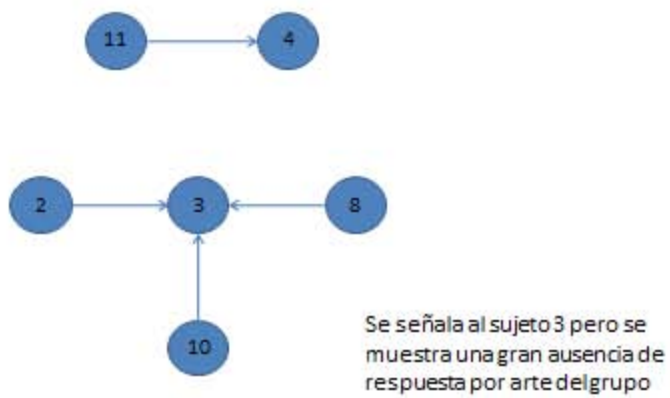 11 4
2 3 8
10
Se señala al sujeto 3 pero se
muestra una gran ausencia de
respuesta por arte del grupo